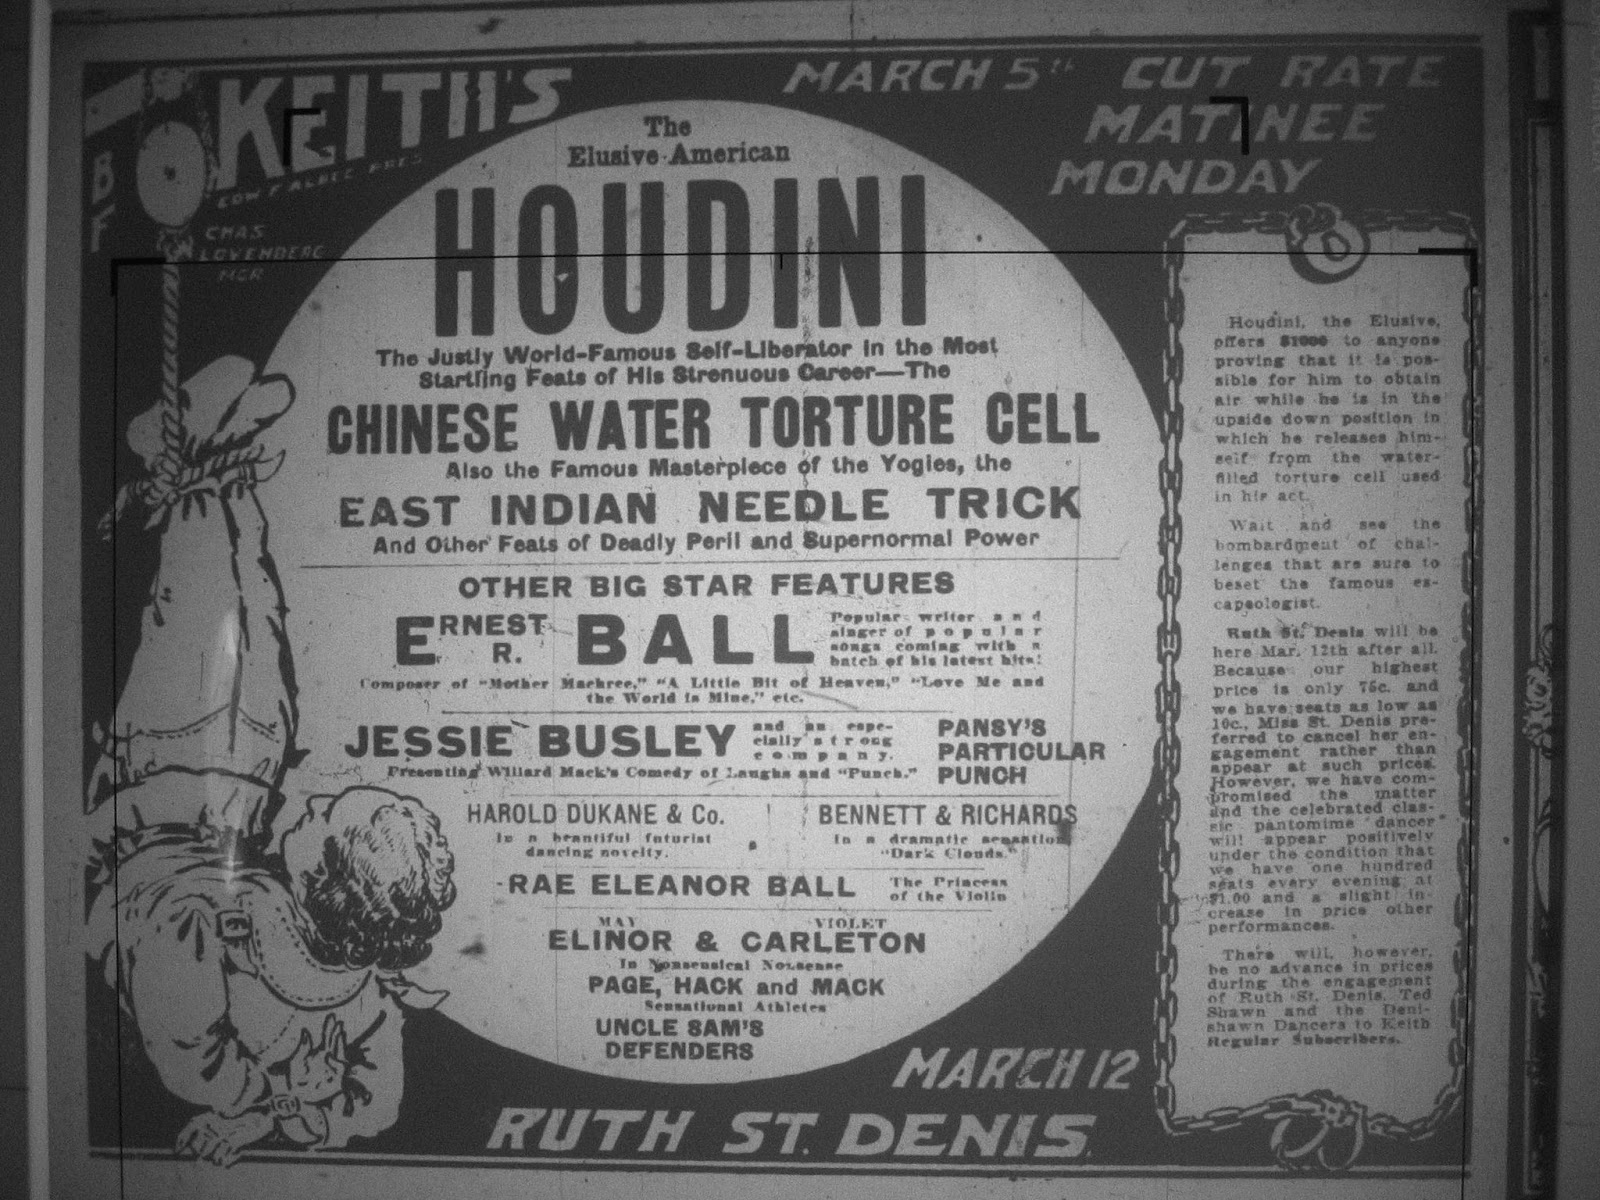 B F
KEITH'S
EDW F ALBEE PRES
CHAS
LOVENBERG
MGR
MARCH 5th CUT RATE
MATINEE
MONDAY
The
Elusive American
HOUDINI
The Justly World-Famous Self-Liberator in the Most
Startling Feats of His Strenuous Career—The
CHINESE WATER TORTURE CELL
Also the Famous Masterpiece of the Yogies, the
EAST INDIAN NEEDLE TRICK
And Other Feats of Deadly Peril and Supernormal Power
OTHER BIG STAR FEATURES
ERNEST R. BALL
Popular writer and
singer of popular
songs coming with a
batch of his latest hits!
Composer of "Mother Machree," "A Little Bit of Heaven," "Love Me and
the World is Mine," etc.
JESSIE BUSLEY
and an espe-
cially strong
company.
Presenting Willard Mack's Comedy of Laughs and "Punch."
PANSY'S
PARTICULAR
PUNCH
HAROLD DUKANE & Co.
In a beautiful futurist
dancing novelty.
BENNETT & RICHARDS
In a dramatic sensation,
"Dark Clouds."
RAE ELEANOR BALL
The Princess
of the Violin
MAY VIOLET
ELINOR & CARLETON
In Nonsensical Nonsense
PAGE, HACK and MACK
Sensational Athletes
UNCLE SAM'S
DEFENDERS
MARCH 12
RUTH ST. DENIS
Houdini, the Elusive,
offers $1000 to anyone
proving that it is pos-
sible for him to obtain
air while he is in the
upside down position in
which he releases him-
self from the water-
filled torture cell used
in his act.
Wait and see the
bombardment of chal-
lenges that are sure to
beset the famous es-
capeologist.
Ruth St. Denis will be
here Mar. 12th after all.
Because our highest
price is only 75c. and
we have seats as low as
10c., Miss St. Denis pre-
ferred to cancel her en-
gagement rather than
appear at such prices.
However, we have com-
promised the matter
and the celebrated clas-
sic pantomime dancer
will appear positively
under the condition that
we have one hundred
seats every evening at
$1.00 and a slight in-
crease in price other
performances.
There will, however,
be no advance in prices
during the engagement
of Ruth St. Denis, Ted
Shawn and the Deni-
shawn Dancers to Keith
Regular Subscribers.